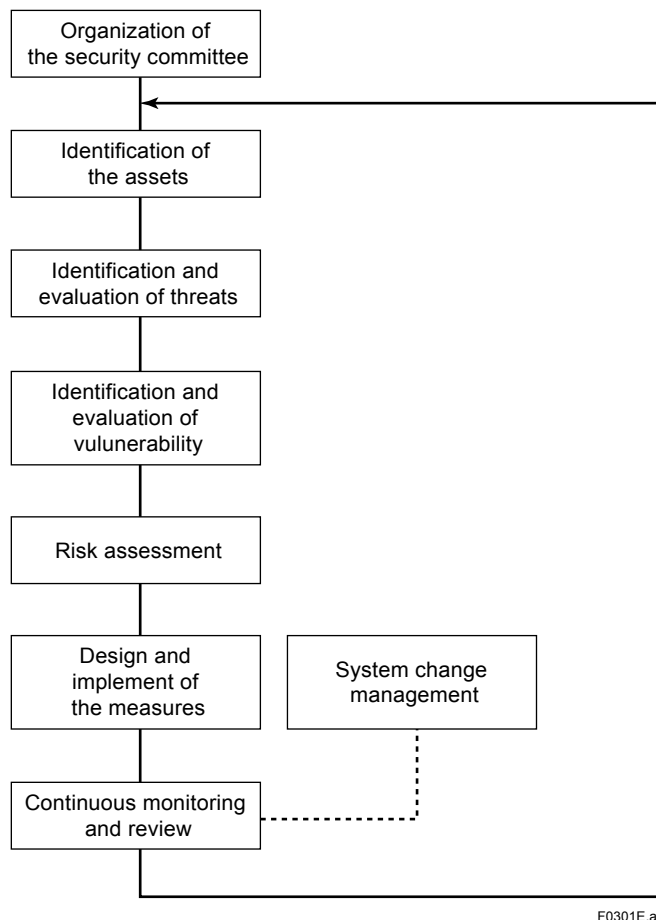 Organization of
the security committee
Identification of
the assets
Identification and
evaluation of threats
Identification and
evaluation of
vulunerability
Risk assessment
Design and
implement of
the measures
System change
management
Continuous monitoring
and review
F0301E.a